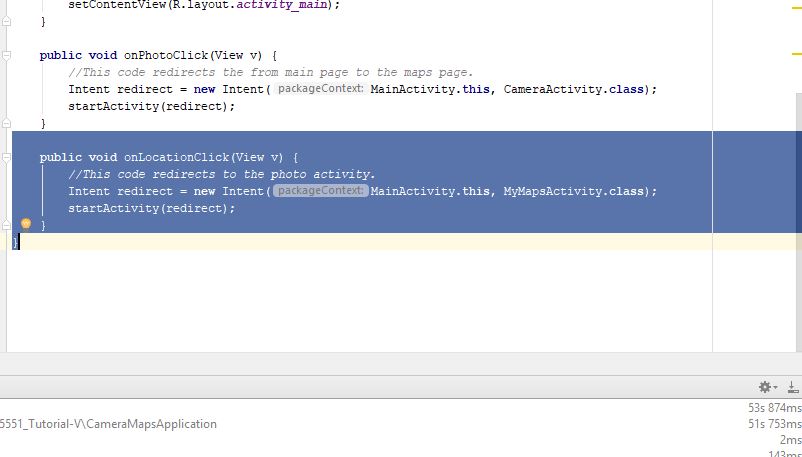 setContentView(R.layout.activity_main);
}
public void onPhotoClick(View v) {
//This code redirects the from main page to the maps page.
Intent redirect = new Intent( packageContext: MainActivity.this, CameraActivity.class);
startActivity(redirect);
}
public void onLocationClick(View v) {
//This code redirects to the photo activity.
Intent redirect = new Intent( packageContext: MainActivity.this, MyMapsActivity.class);
startActivity(redirect);
}
}
53s 874ms
5551_Tutorial-V\CameraMapsApplication 51s 753ms
2ms
143ms